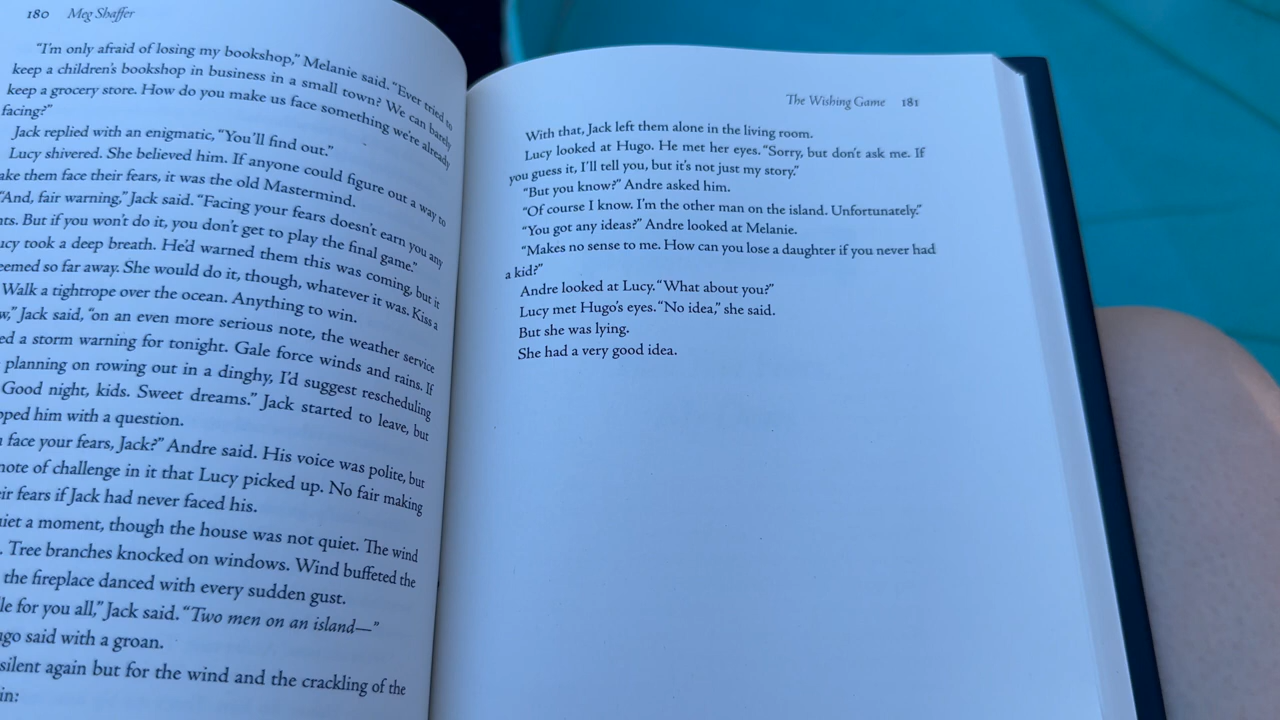 180 Meg Shaffer
"I'm only afraid of losing my bookshop," Melanie said. "Ever tried to
keep a children's bookshop in business in a small town? We can barely
keep a grocery store. How do you make us face something we're already
facing?"
Jack replied with an enigmatic, "You'll find out."
Lucy shivered. She believed him. If anyone could figure out a way to
ake them face their fears, it was the old Mastermind.
"And, fair warning," Jack said. "Facing your fears doesn't earn you any
nts. But if you won't do it, you don't get to play the final game."
ucy took a deep breath. He'd warned them this was coming, but it
eemed so far away. She would do it, though, whatever it was. Kiss a
Walk a tightrope over the ocean. Anything to win.
w," Jack said, "on an even more serious note, the weather service
ed a storm warning for tonight. Gale force winds and rains. If
planning on rowing out in a dinghy, I'd suggest rescheduling
Good night, kids. Sweet dreams." Jack started to leave, but
pped him with a question.
u face your fears, Jack?" Andre said. His voice was polite, but
note of challenge in it that Lucy picked up. No fair making
eir fears if Jack had never faced his.
uiet a moment, though the house was not quiet. The wind
. Tree branches knocked on windows. Wind buffeted the
the fireplace danced with every sudden gust.
le for you all," Jack said. "Two men on an island—"
ugo said with a groan.
silent again but for the wind and the crackling of the
in:
The Wishing Game 181
With that, Jack left them alone in the living room.
Lucy looked at Hugo. He met her eyes. "Sorry, but don't ask me. If
you guess it, I'll tell you, but it's not just my story."
"But you know?" Andre asked him.
"Of course I know. I'm the other man on the island. Unfortunately."
"You got any ideas?" Andre looked at Melanie.
"Makes no sense to me. How can you lose a daughter if you never had
a kid?"
Andre looked at Lucy. "What about you?"
Lucy met Hugo's eyes. "No idea," she said.
But she was lying.
She had a very good idea.